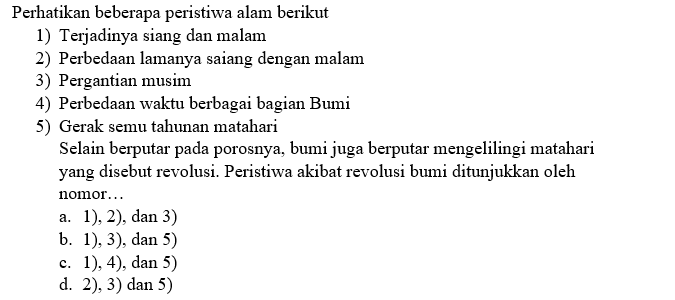 Perhatikan beberapa peristiwa alam berikut
1) Terjadinya siang dan malam
2) Perbedaan lamanya saiang dengan malam
3) Pergantian musim
4) Perbedaan waktu berbagai bagian Bumi
5) Gerak semu tahunan matahari
Selain berputar pada porosnya, bumi juga berputar mengelilingi matahari
yang disebut revolusi. Peristiwa akibat revolusi bumi ditunjukkan oleh
nomor…
a. 1), 2), dan 3)
b. 1), 3), dan 5)
c. 1), 4), dan 5)
d. 2), 3) dan 5)